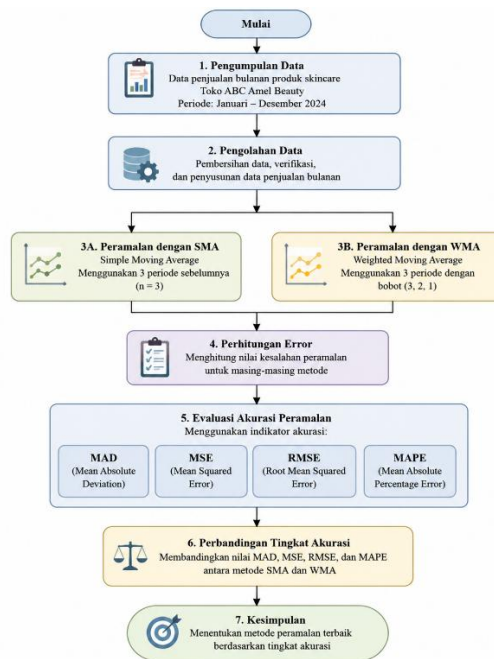 Mulai
1. Pengumpulan Data
Data penjualan bulanan produk skincare
Toko ABC Amel Beauty
Periode: Januari – Desember 2024
2. Pengolahan Data
Pembersihan data, verifikasi,
dan penyusunan data penjualan bulanan
3A. Peramalan dengan SMA
Simple Moving Average
Menggunakan 3 periode sebelumnya
(n = 3)
3B. Peramalan dengan WMA
Weighted Moving Average
Menggunakan 3 periode dengan
bobot (3, 2, 1)
4. Perhitungan Error
Menghitung nilai kesalahan peramalan
untuk masing-masing metode
5. Evaluasi Akurasi Peramalan
Menggunakan indikator akurasi:
MAD
(Mean Absolute
Deviation)
MSE
(Mean Squared
Error)
RMSE
(Root Mean Squared
Error)
MAPE
(Mean Absolute
Percentage Error)
6. Perbandingan Tingkat Akurasi
Membandingkan nilai MAD, MSE, RMSE, dan MAPE
antara metode SMA dan WMA
7. Kesimpulan
Menentukan metode peramalan terbaik
berdasarkan tingkat akurasi